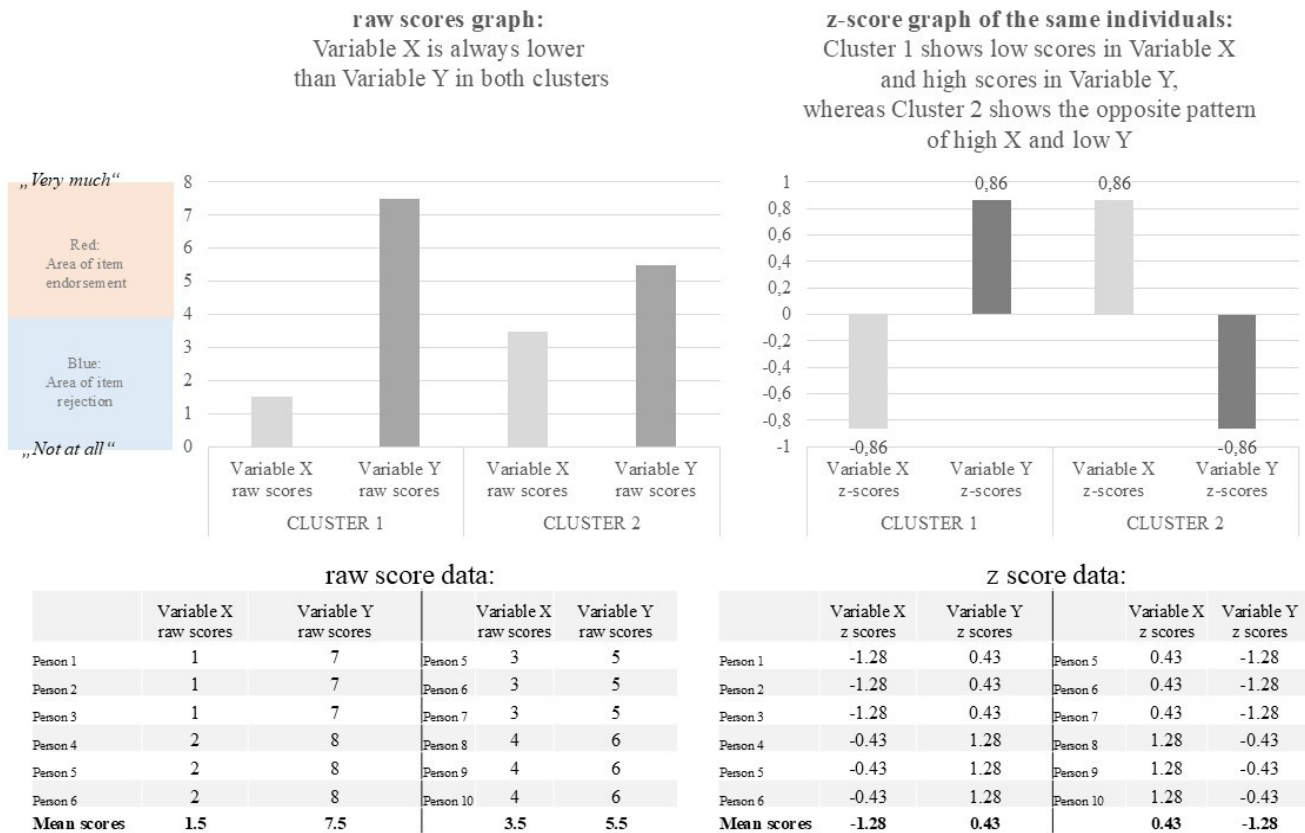 raw scores graph:
Variable X is always lower
than Variable Y in both clusters
z-score graph of the same individuals:
Cluster 1 shows low scores in Variable X
and high scores in Variable Y,
whereas Cluster 2 shows the opposite pattern
of high X and low Y
„Very much“
Red:
Area of item
endorsement
Blue:
Area of item
rejection
„Not at all“
8
7
6
5
4
3
2
1
0
Variable X raw scores
Variable Y raw scores
Variable X raw scores
Variable Y raw scores
CLUSTER 1
CLUSTER 2
1
0,8
0,6
0,4
0,2
0
-0,2
-0,4
-0,6
-0,8
-1
0,86
0,86
-0,86
-0,86
Variable X z-scores
Variable Y z-scores
Variable X z-scores
Variable Y z-scores
CLUSTER 1
CLUSTER 2
raw score data:
Variable X raw scores Variable Y raw scores Variable X raw scores Variable Y raw scores
Person 1 1 7 Person 5 3 5
Person 2 1 7 Person 6 3 5
Person 3 1 7 Person 7 3 5
Person 4 2 8 Person 8 4 6
Person 5 2 8 Person 9 4 6
Person 6 2 8 Person 10 4 6
Mean scores 1.5 7.5 3.5 5.5
z score data:
Variable X z scores Variable Y z scores Variable X z scores Variable Y z scores
Person 1 -1.28 0.43 Person 5 0.43 -1.28
Person 2 -1.28 0.43 Person 6 0.43 -1.28
Person 3 -1.28 0.43 Person 7 0.43 -1.28
Person 4 -0.43 1.28 Person 8 1.28 -0.43
Person 5 -0.43 1.28 Person 9 1.28 -0.43
Person 6 -0.43 1.28 Person 10 1.28 -0.43
Mean scores -1.28 0.43 0.43 -1.28